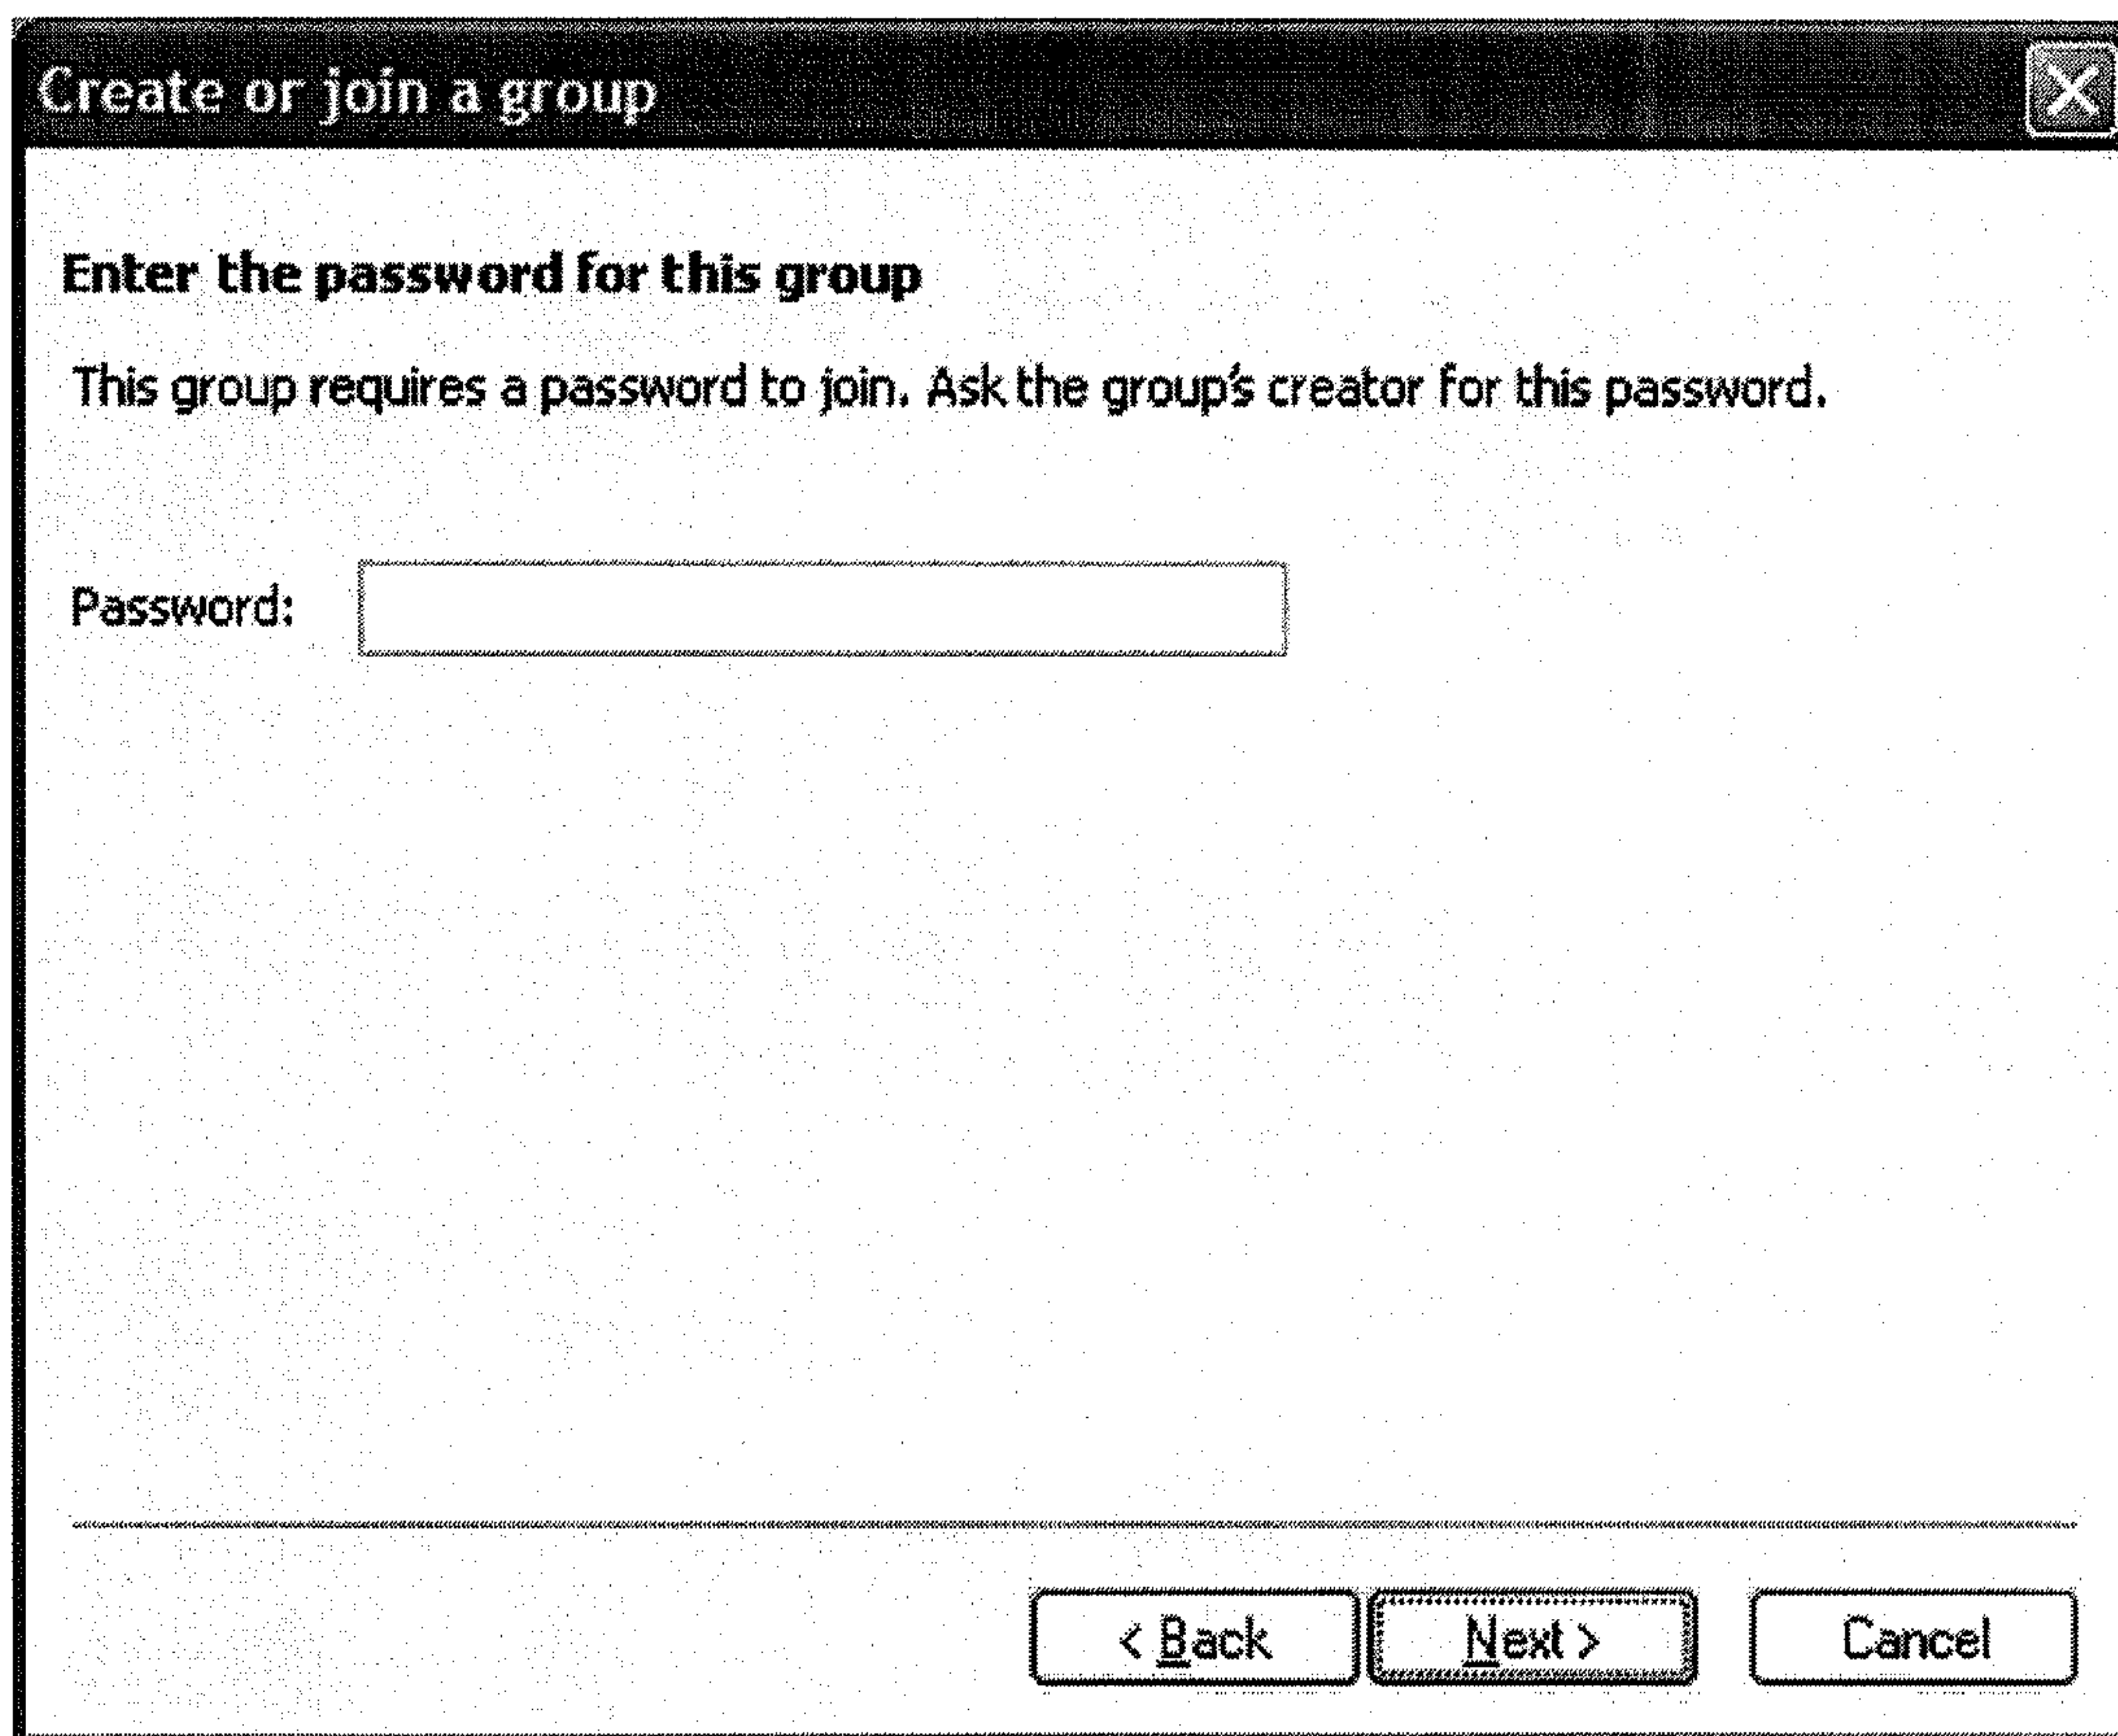 Create or join a group
Enter the password for this group
This group requires a password to join. Ask the group's creator for this password.
Password:
< Back Next > Cancel